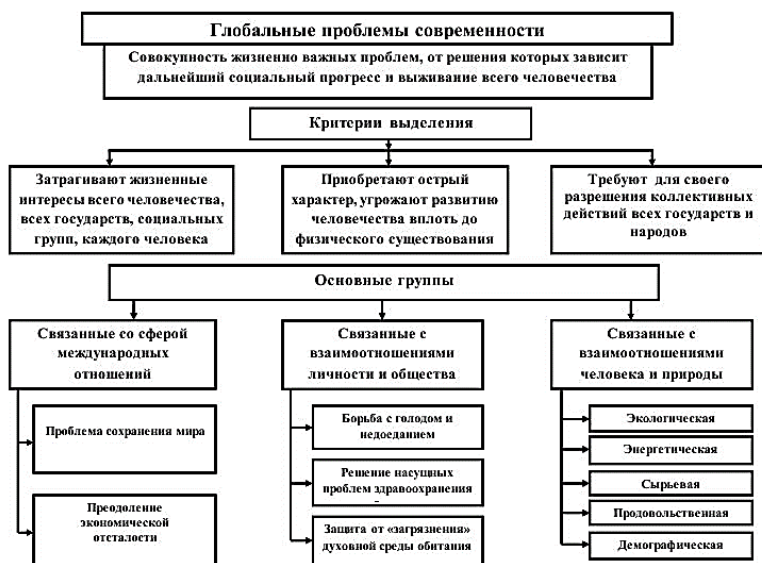 Глобальные проблемы современности
Совокупность жизненно важных проблем, от решения которых зависит
дальнейший социальный прогресс и выживание всего человечества
Критерии выделения
Затрагивают жизненные
интересы всего человечества,
всех государств, социальных
групп, каждого человека
Приобретают острый
характер, угрожают развитию
человечества вплоть до
физического существования
Требуют для своего
разрешения коллективных
действий всех государств и
народов
Основные группы
Связанные со сферой
международных
отношений
Проблема сохранения мира
Преодоление
экономической
отсталости
Связанные с
взаимоотношениями
личности и общества
Борьба с голодом и
недоеданием
Решение насущных
проблем здравоохранения
Защита от «загрязнения»
духовной среды обитания
Связанные с
взаимоотношениями
человека и природы
Экологическая
Энергетическая
Сырьевая
Продовольственная
Демографическая